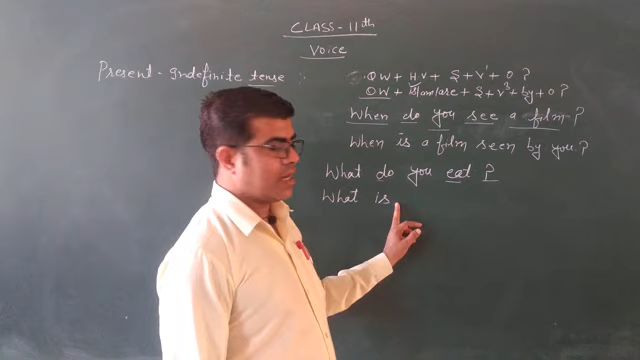 CLASS - 11th
Voice
Present - Indefinite tense :
QW + HV + S + V¹ + O ?
QW + is/am/are + S + V³ + by + O ?
When do you see a film ?
When is a film seen by you ?
What do you eat ?
What is